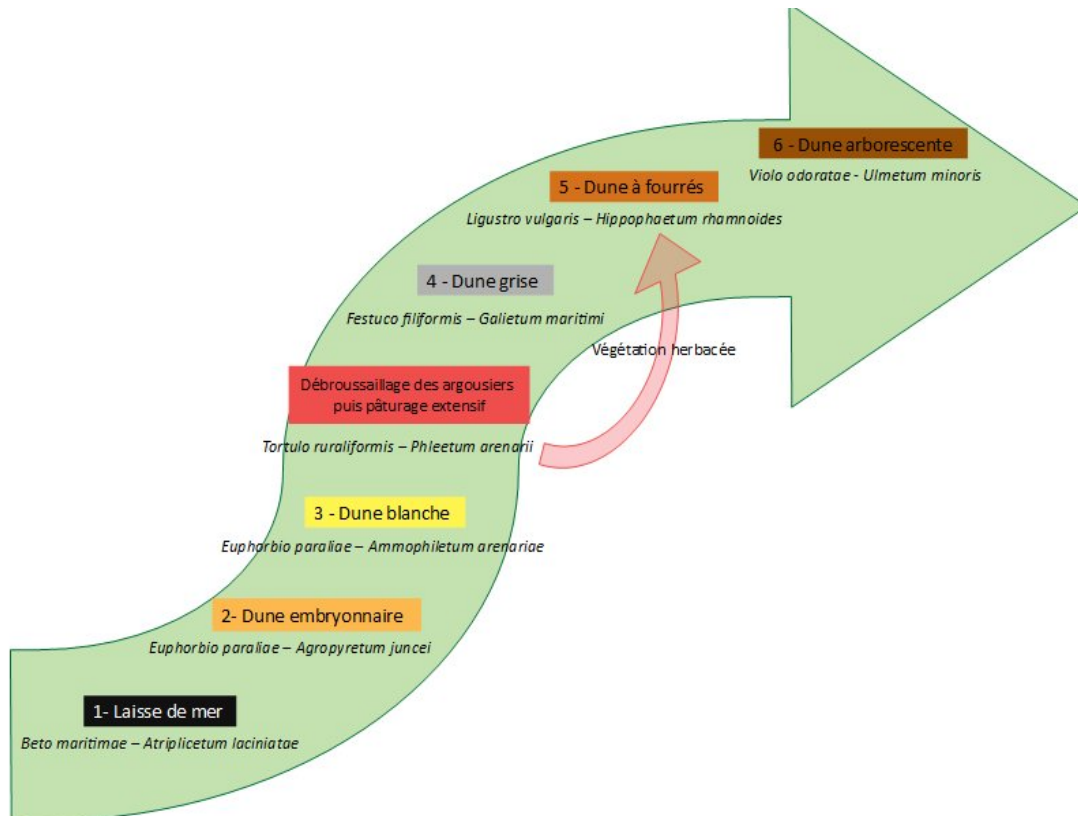 6 - Dune arborescente
Violo odoratae - Ulmetum minoris
5 - Dune à fourrés
Ligustro vulgaris – Hippophaetum rhamnoides
4 - Dune grise
Festuco filiformis – Galietum maritimi
Végétation herbacée
Débroussaillage des argousiers
puis pâturage extensif
Tortulo ruraliformis – Phleetum arenarii
3 - Dune blanche
Euphorbio paraliae – Ammophiletum arenariae
2- Dune embryonnaire
Euphorbio paraliae – Agropyretum juncei
1- Laisse de mer
Beto maritimae – Atriplicetum laciniatae